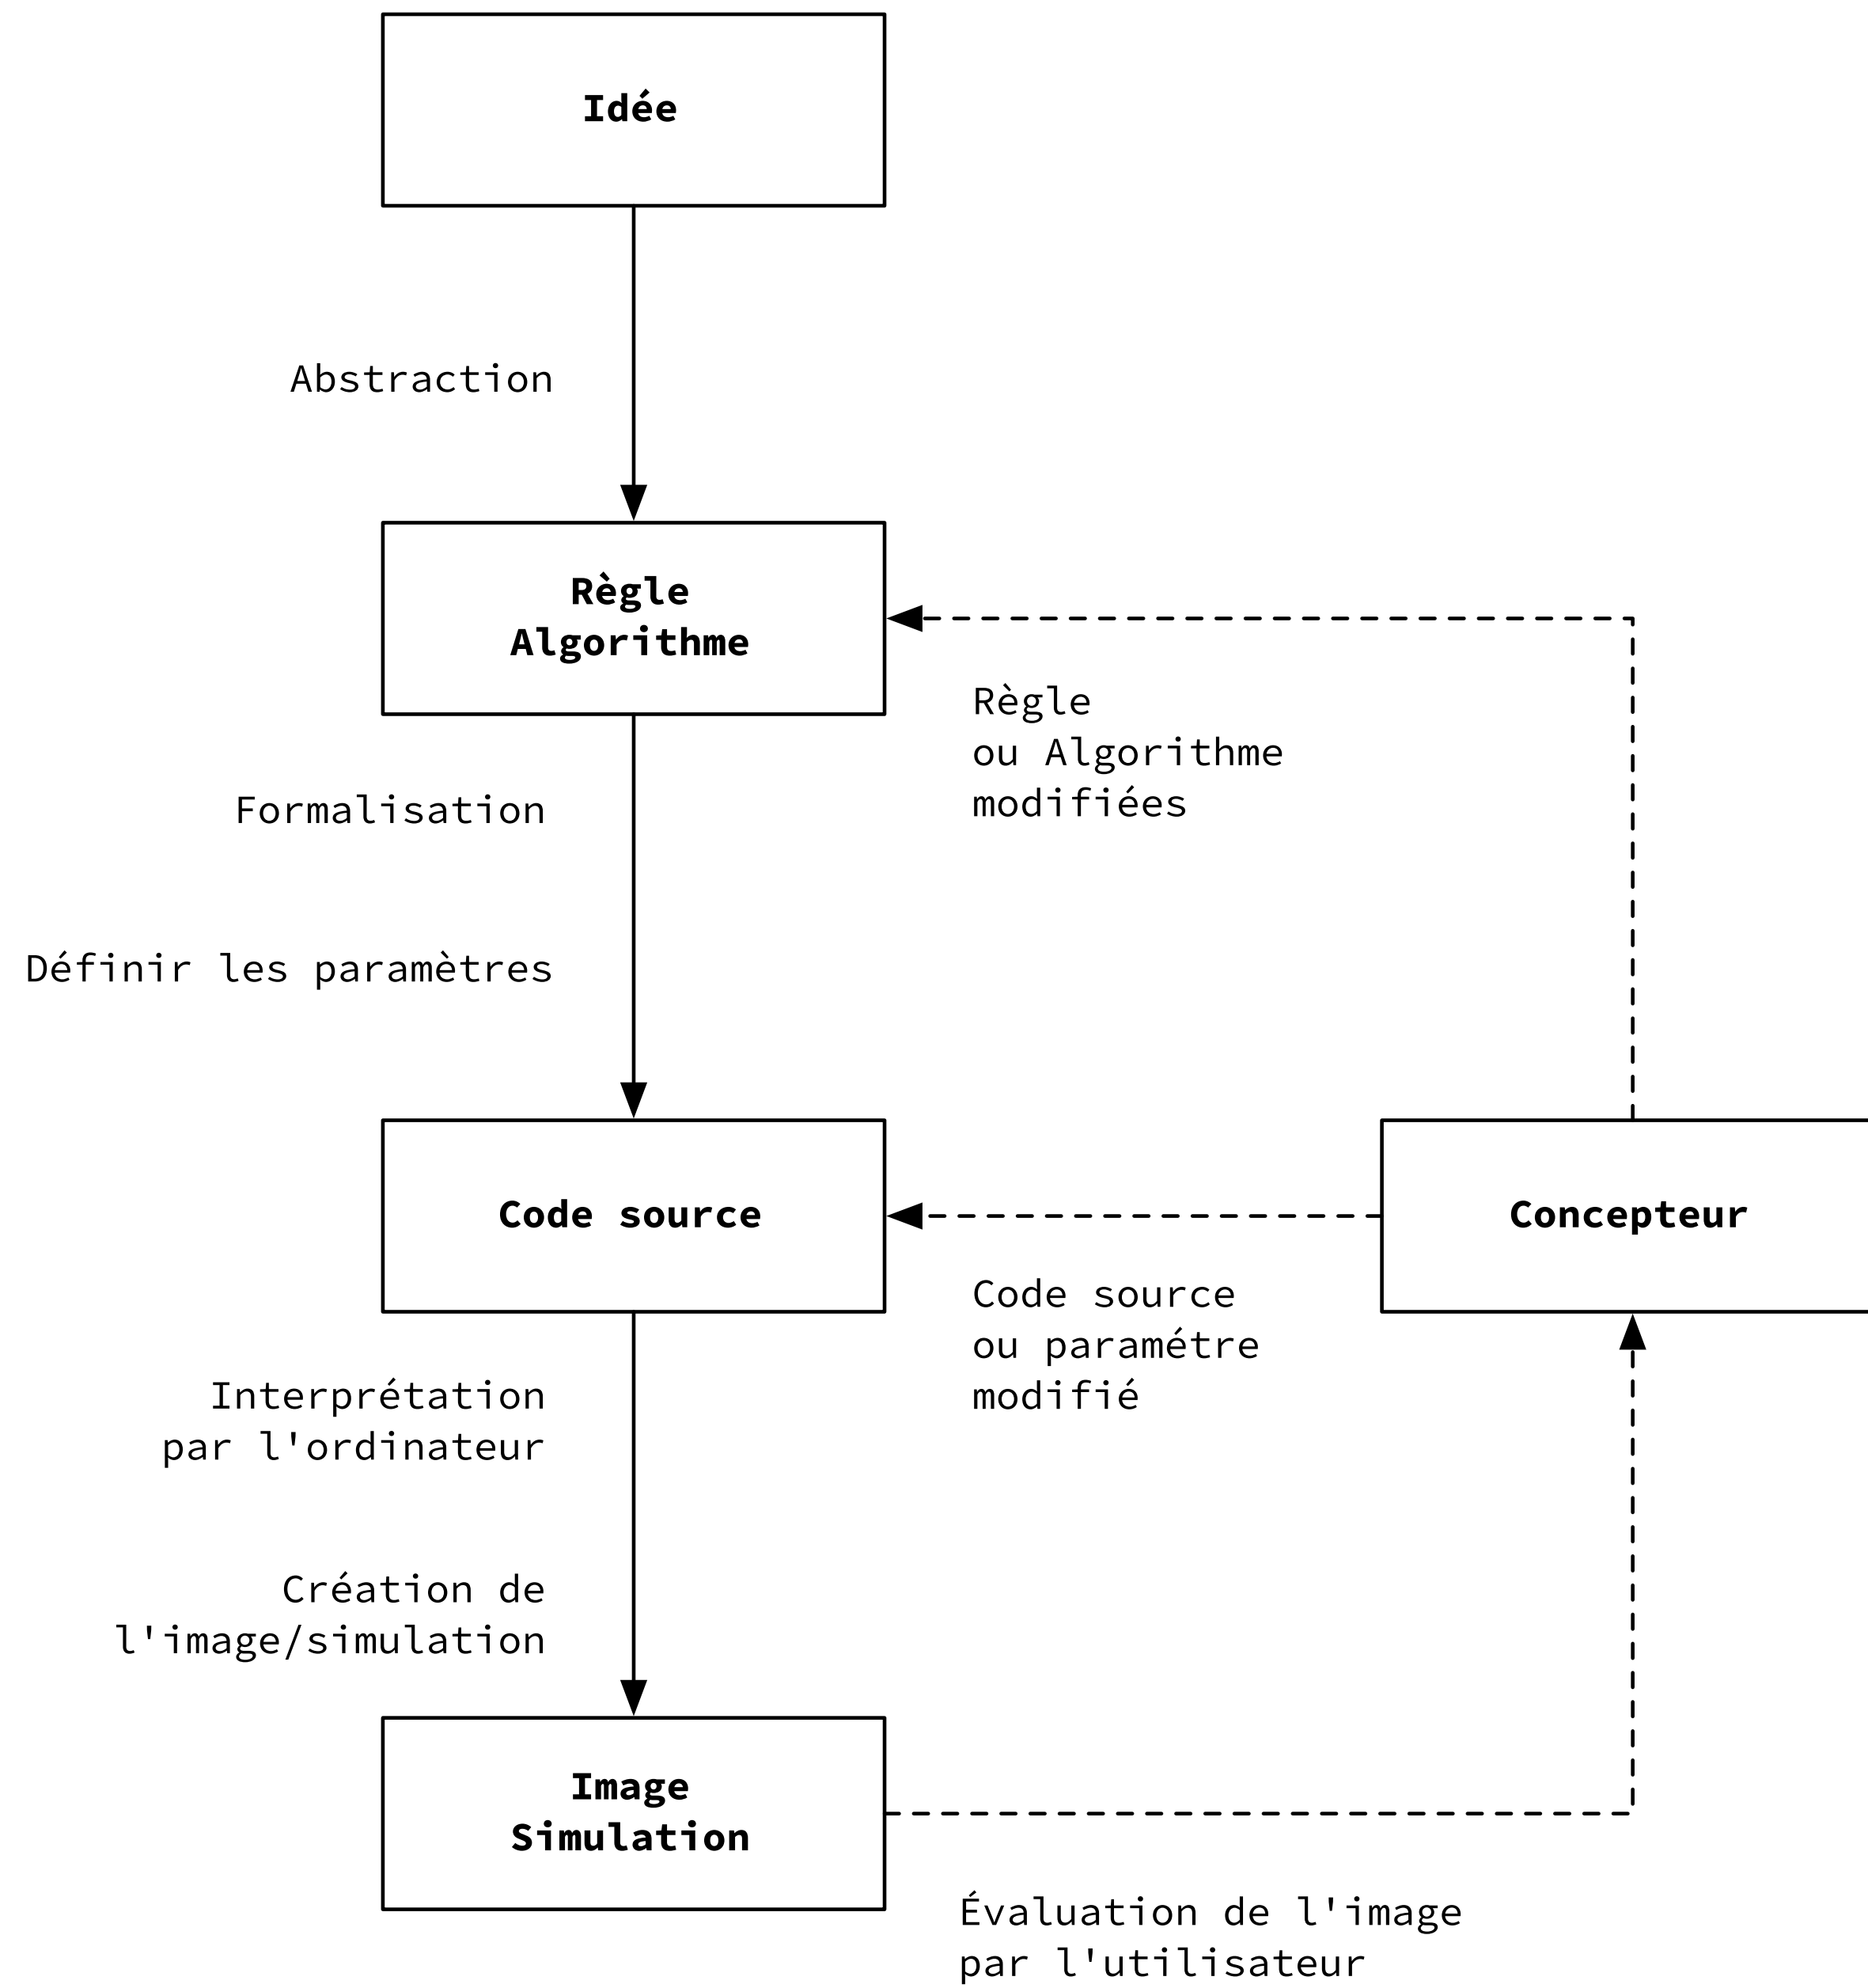 Idée
Abstraction
Règle
Algorithme
Règle
ou Algorithme
modifiées
Formalisation
Définir les paramètres
Code source
Concepteur
Code source
ou paramétre
modifié
Interprétation
par l'ordinateur
Création de
l'image/simulation
Image
Simulation
Évaluation de l'image
par l'utilisateur